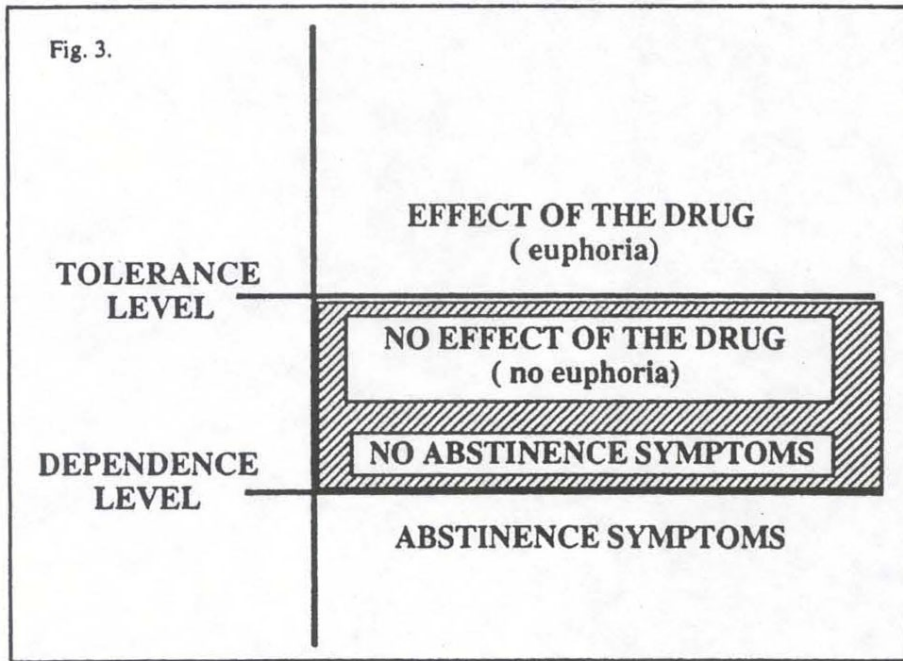 Fig. 3.
EFFECT OF THE DRUG
( euphoria)
TOLERANCE
LEVEL
NO EFFECT OF THE DRUG
( no euphoria)
NO ABSTINENCE SYMPTOMS
DEPENDENCE
LEVEL
ABSTINENCE SYMPTOMS